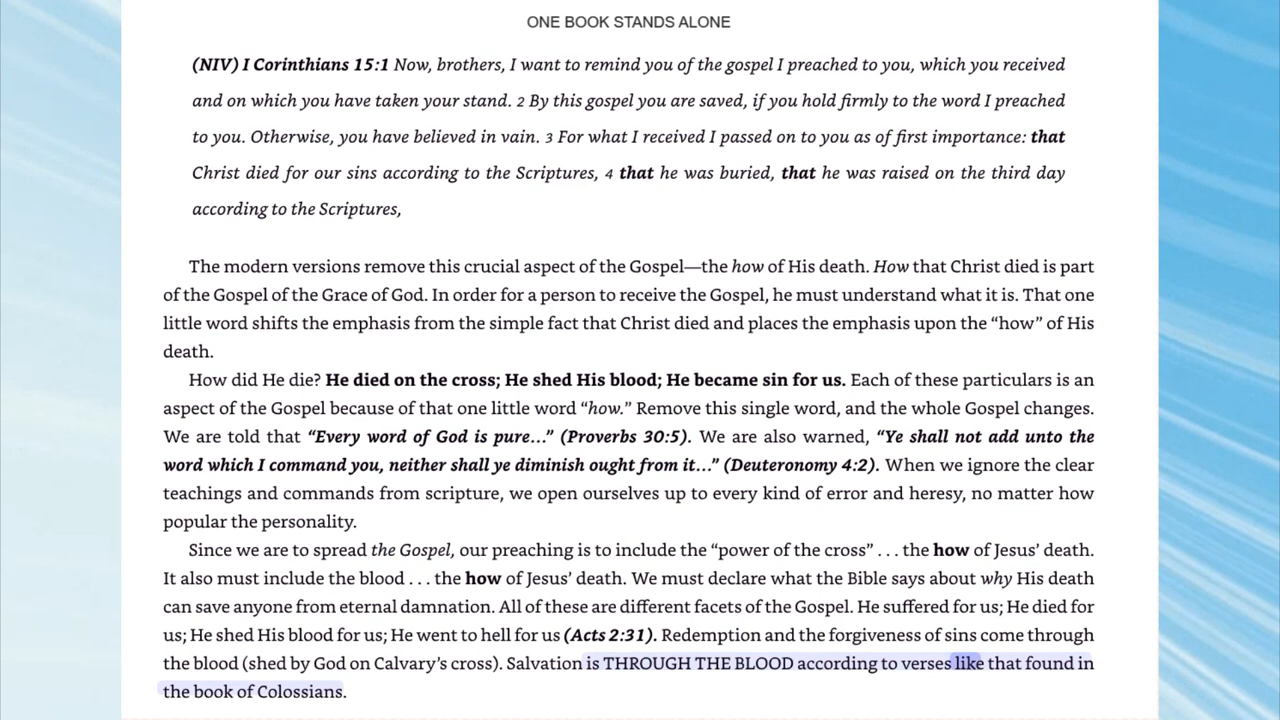 ONE BOOK STANDS ALONE
(NIV) I Corinthians 15:1 Now, brothers, I want to remind you of the gospel I preached to you, which you received
and on which you have taken your stand. 2 By this gospel you are saved, if you hold firmly to the word I preached
to you. Otherwise, you have believed in vain. 3 For what I received I passed on to you as of first importance: that
Christ died for our sins according to the Scriptures, 4 that he was buried, that he was raised on the third day
according to the Scriptures,
The modern versions remove this crucial aspect of the Gospel—the how of His death. How that Christ died is part
of the Gospel of the Grace of God. In order for a person to receive the Gospel, he must understand what it is. That one
little word shifts the emphasis from the simple fact that Christ died and places the emphasis upon the “how” of His
death.
How did He die? He died on the cross; He shed His blood; He became sin for us. Each of these particulars is an
aspect of the Gospel because of that one little word “how.” Remove this single word, and the whole Gospel changes.
We are told that “Every word of God is pure...” (Proverbs 30:5). We are also warned, “Ye shall not add unto the
word which I command you, neither shall ye diminish ought from it...” (Deuteronomy 4:2). When we ignore the clear
teachings and commands from scripture, we open ourselves up to every kind of error and heresy, no matter how
popular the personality.
Since we are to spread the Gospel, our preaching is to include the “power of the cross” . . . the how of Jesus’ death.
It also must include the blood . . . the how of Jesus’ death. We must declare what the Bible says about why His death
can save anyone from eternal damnation. All of these are different facets of the Gospel. He suffered for us; He died for
us; He shed His blood for us; He went to hell for us (Acts 2:31). Redemption and the forgiveness of sins come through
the blood (shed by God on Calvary’s cross). Salvation is THROUGH THE BLOOD according to verses like that found in
the book of Colossians.